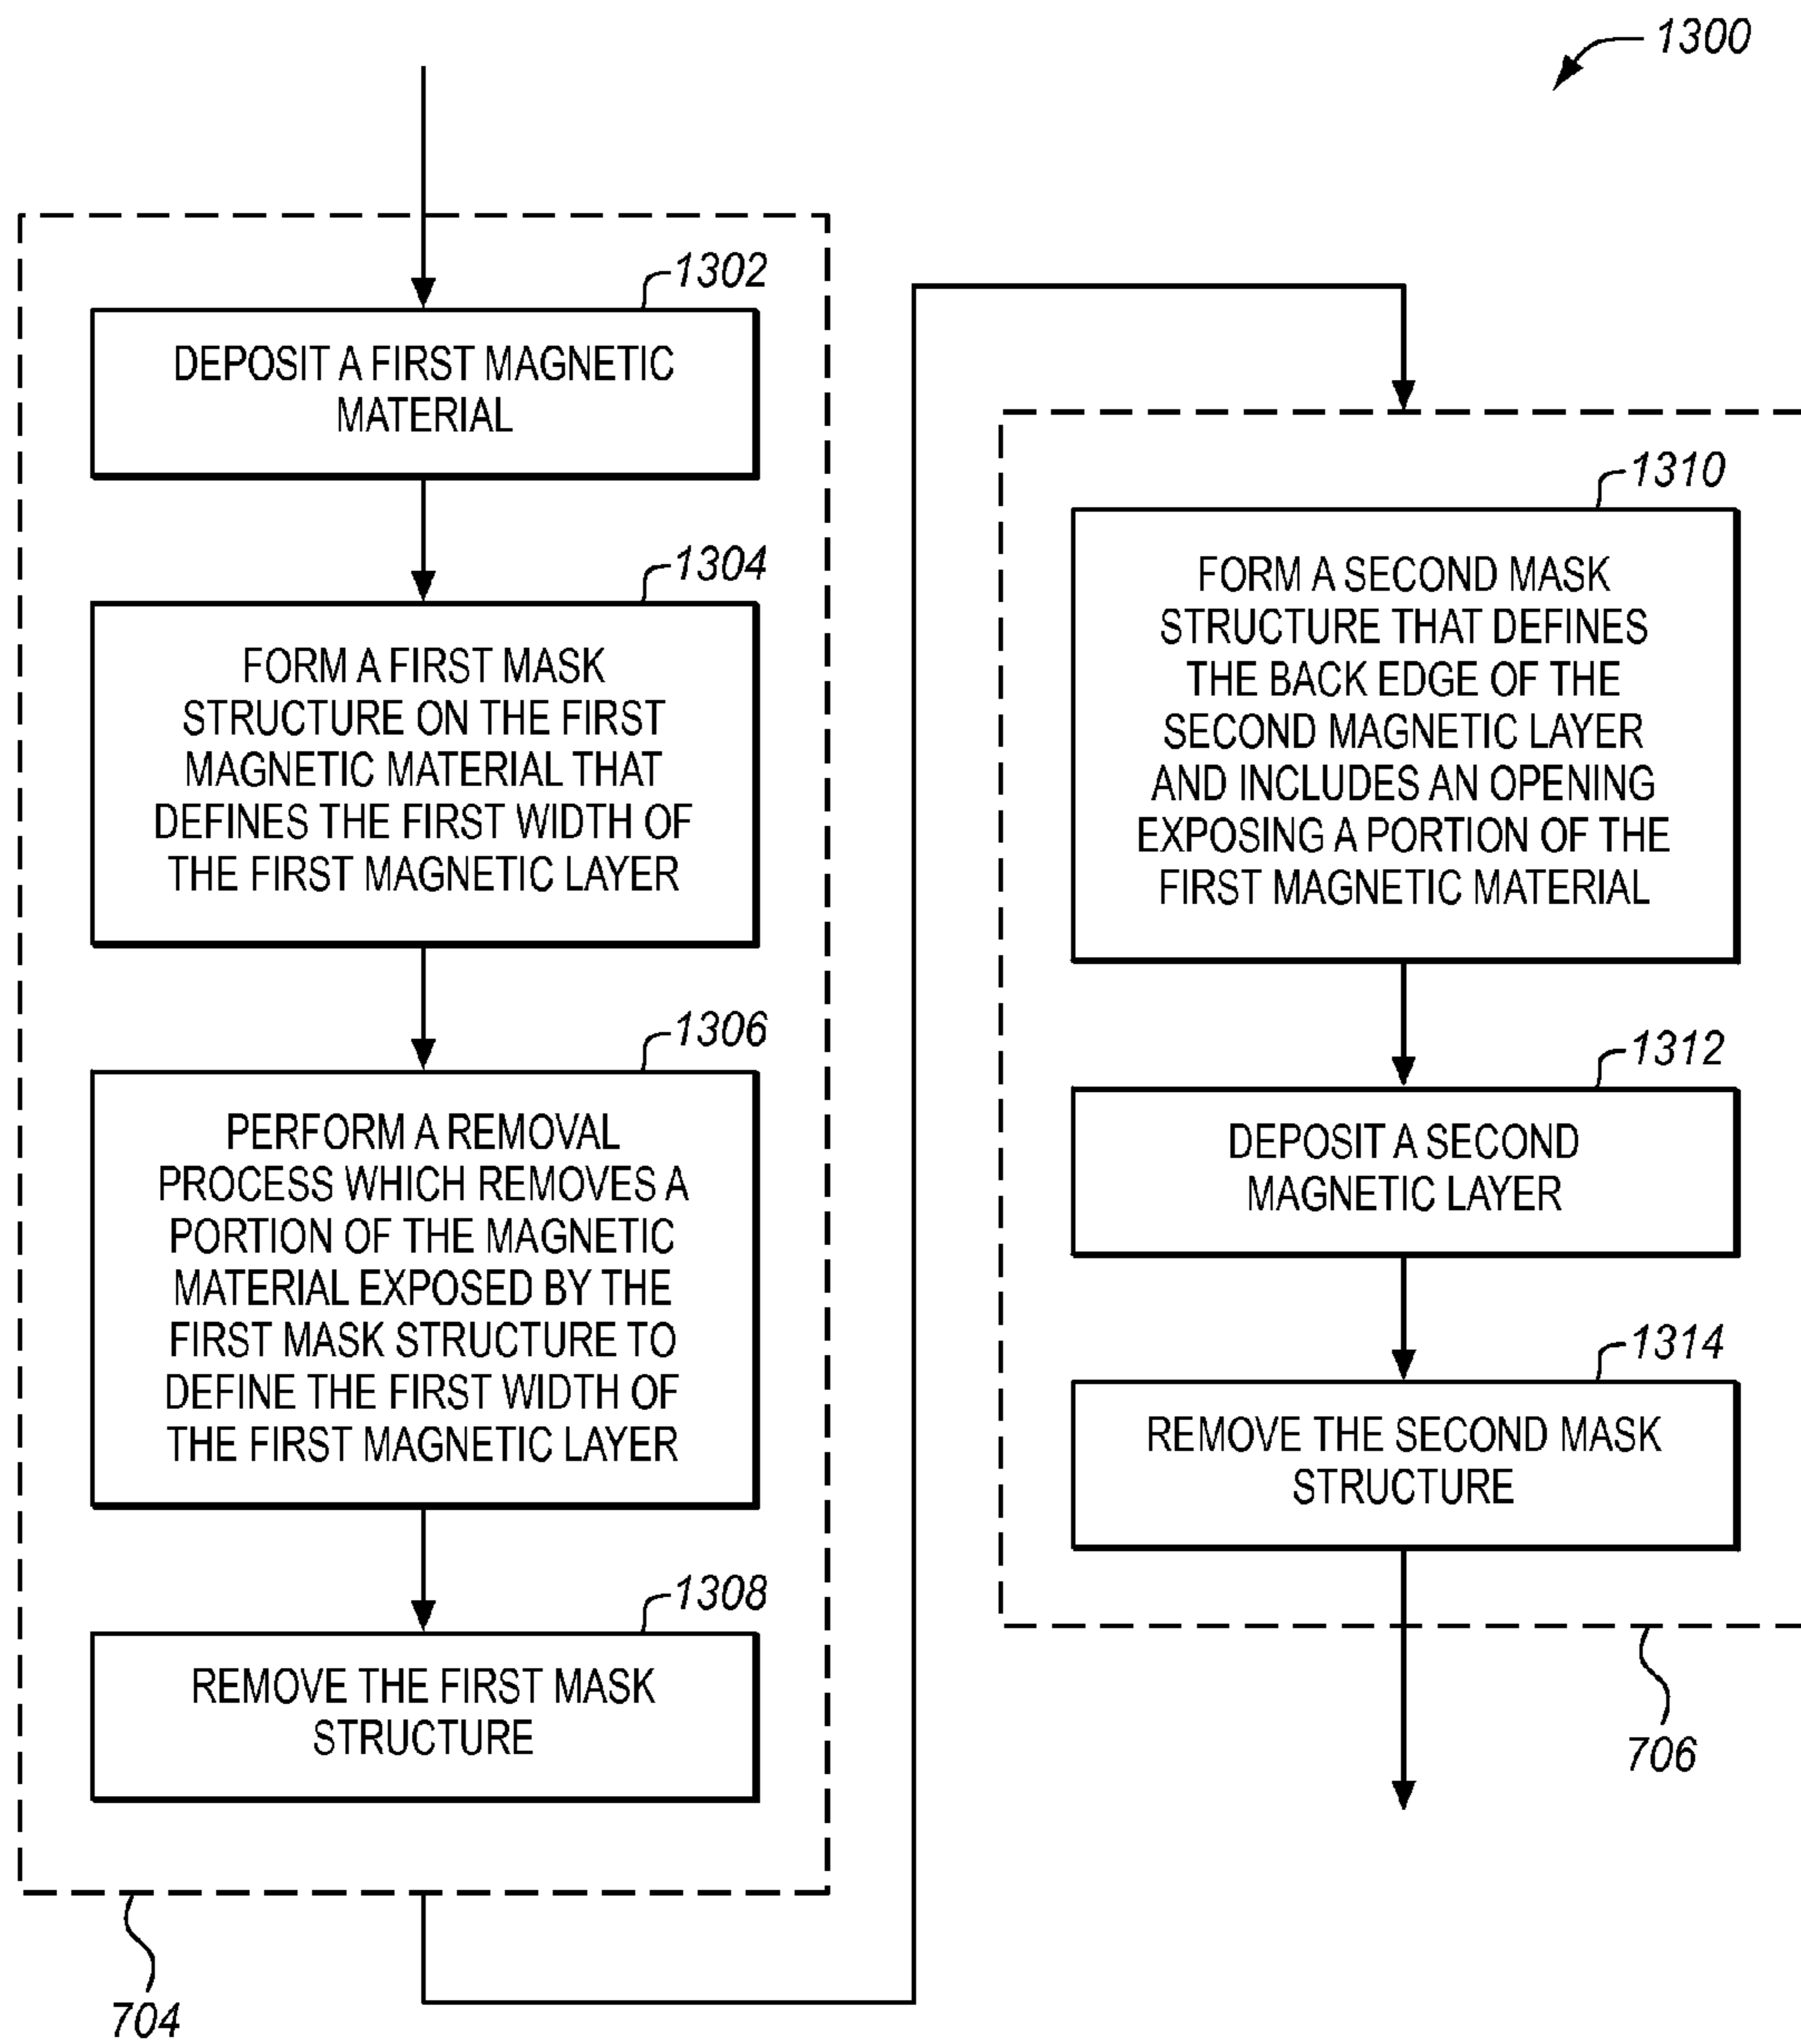 1300
1302
DEPOSIT A FIRST MAGNETIC
MATERIAL
1304
FORM A FIRST MASK
STRUCTURE ON THE FIRST
MAGNETIC MATERIAL THAT
DEFINES THE FIRST WIDTH OF
THE FIRST MAGNETIC LAYER
1306
PERFORM A REMOVAL
PROCESS WHICH REMOVES A
PORTION OF THE MAGNETIC
MATERIAL EXPOSED BY THE
FIRST MASK STRUCTURE TO
DEFINE THE FIRST WIDTH OF
THE FIRST MAGNETIC LAYER
1308
REMOVE THE FIRST MASK
STRUCTURE
704
1310
FORM A SECOND MASK
STRUCTURE THAT DEFINES
THE BACK EDGE OF THE
SECOND MAGNETIC LAYER
AND INCLUDES AN OPENING
EXPOSING A PORTION OF THE
FIRST MAGNETIC MATERIAL
1312
DEPOSIT A SECOND
MAGNETIC LAYER
1314
REMOVE THE SECOND MASK
STRUCTURE
706